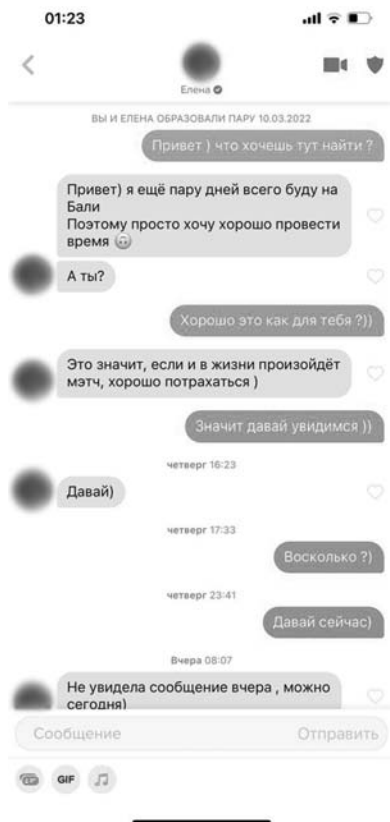 01:23
Елена
ВЫ И ЕЛЕНА ОБРАЗОВАЛИ ПАРУ 10.03.2022
Привет ) что хочешь тут найти ?
Привет) я ещё пару дней всего буду на
Бали
Поэтому просто хочу хорошо провести
время 🙃
А ты?
Хорошо это как для тебя ?))
Это значит, если и в жизни произойдёт
мэтч, хорошо потрахаться )
Значит давай увидимся ))
четверг 16:23
Давай)
четверг 17:33
Восколько ?)
четверг 23:41
Давай сейчас)
Вчера 08:07
Не увидела сообщение вчера , можно
сегодня)
Сообщение
Отправить
GIF